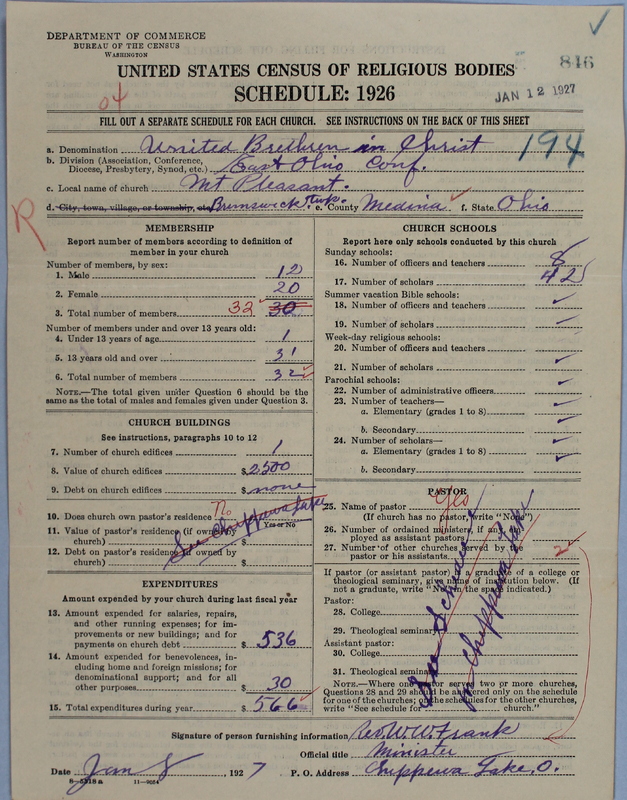 DEPARTMENT OF COMMERCE
BUREAU OF THE CENSUS
WASHINGTON
846
UNITED STATES CENSUS OF RELIGIOUS BODIES
JAN 12 1927
SCHEDULE: 1926
04
FILL OUT A SEPARATE SCHEDULE FOR EACH CHURCH. SEE INSTRUCTIONS ON THE BACK OF THIS SHEET
194
a. Denomination United Brethren in Christ
b. Division (Association, Conference, Diocese, Presbytery, Synod, etc.) East Ohio Conf.
c. Local name of church Mt Pleasant.
d. City, town, village, or township, etc. Brunswick Twp. e. County Medina f. State Ohio
R
MEMBERSHIP
Report number of members according to definition of
member in your church
Number of members, by sex:
1. Male 12
2. Female 20
3. Total number of members 32 30
Number of members under and over 13 years old:
4. Under 13 years of age 1
5. 13 years old and over 31
6. Total number of members 32
NOTE.—The total given under Question 6 should be
same as the total of males and females given under Question 3.
CHURCH BUILDINGS
See instructions, paragraphs 10 to 12
7. Number of church edifices 1
8. Value of church edifices $2500
9. Debt on church edifices $none
10. Does church own pastor's residence no
Yes or No
11. Value of pastor's residence (if owned by
church) $
12. Debt on pastor's residence (if owned by
church) $
See Chippewa Lake
EXPENDITURES
Amount expended by your church during last fiscal year
13. Amount expended for salaries, repairs,
and other running expenses; for im-
provements or new buildings; and for
payments on church debt $536
14. Amount expended for benevolences,
including home and foreign missions; for
denominational support; and for all
other purposes 30
15. Total expenditures during year $566
CHURCH SCHOOLS
Report here only schools conducted by this church
Sunday schools:
16. Number of officers and teachers 8
17. Number of scholars 42
Summer vacation Bible schools:
18. Number of officers and teachers
19. Number of scholars
Week-day religious schools:
20. Number of officers and teachers
21. Number of scholars
Parochial schools:
22. Number of administrative officers
23. Number of teachers—
a. Elementary (grades 1 to 8)
b. Secondary
24. Number of scholars—
a. Elementary (grades 1 to 8)
b. Secondary
PASTOR
25. Name of pastor yes
(If church has no pastor, write "None")
26. Number of ordained ministers, if any, em-
ployed as assistant pastors
27. Number of other churches served by the
pastor or his assistants 2
If pastor (or assistant pastor) is a graduate of a college or
theological seminary, give name of institution below. (If
not a graduate, write "No" in the space indicated.)
Pastor:
28. College
29. Theological seminary
Assistant pastor:
30. College
31. Theological seminary
NOTE.—Where one pastor serves two or more churches,
Questions 28 and 29 should be answered only on the schedule
for one of the churches; on the schedules for the other churches,
write "See schedule for church."
See Schedule
for Chippewa Lake
Signature of person furnishing information Rev. W.W. Frank
Official title Minister
Date Jan 8, 1927 P. O. Address Chippewa Lake, O.
8—5318 a 11—9034